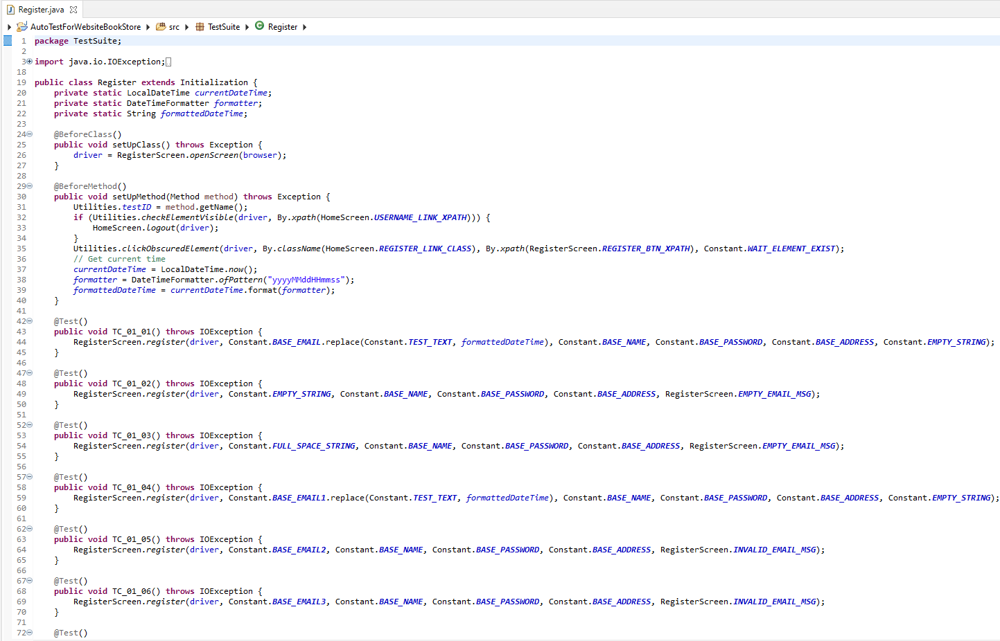 Register.java
AutoTestForWebsiteBookStore src TestSuite Register
1 package TestSuite;
2
3 import java.io.IOException;
18
19 public class Register extends Initialization {
20 private static LocalDateTime currentDateTime;
21 private static DateTimeFormatter formatter;
22 private static String formattedDateTime;
23
24 @BeforeClass()
25 public void setUpClass() throws Exception {
26 driver = RegisterScreen.openScreen(browser);
27 }
28
29 @BeforeMethod()
30 public void setUpMethod(Method method) throws Exception {
31 Utilities.testID = method.getName();
32 if (Utilities.checkElementVisible(driver, By.xpath(HomeScreen.USERNAME_LINK_XPATH))) {
33 HomeScreen.logout(driver);
34 }
35 Utilities.clickObscuredElement(driver, By.className(HomeScreen.REGISTER_LINK_CLASS), By.xpath(RegisterScreen.REGISTER_BTN_XPATH), Constant.WAIT_ELEMENT_EXIST);
36 // Get current time
37 currentDateTime = LocalDateTime.now();
38 formatter = DateTimeFormatter.ofPattern("yyyyMMddHHmmss");
39 formattedDateTime = currentDateTime.format(formatter);
40 }
41
42 @Test()
43 public void TC_01_01() throws IOException {
44 RegisterScreen.register(driver, Constant.BASE_EMAIL.replace(Constant.TEST_TEXT, formattedDateTime), Constant.BASE_NAME, Constant.BASE_PASSWORD, Constant.BASE_ADDRESS, Constant.EMPTY_STRING);
45 }
46
47 @Test()
48 public void TC_01_02() throws IOException {
49 RegisterScreen.register(driver, Constant.EMPTY_STRING, Constant.BASE_NAME, Constant.BASE_PASSWORD, Constant.BASE_ADDRESS, RegisterScreen.EMPTY_EMAIL_MSG);
50 }
51
52 @Test()
53 public void TC_01_03() throws IOException {
54 RegisterScreen.register(driver, Constant.FULL_SPACE_STRING, Constant.BASE_NAME, Constant.BASE_PASSWORD, Constant.BASE_ADDRESS, RegisterScreen.EMPTY_EMAIL_MSG);
55 }
56
57 @Test()
58 public void TC_01_04() throws IOException {
59 RegisterScreen.register(driver, Constant.BASE_EMAIL1.replace(Constant.TEST_TEXT, formattedDateTime), Constant.BASE_NAME, Constant.BASE_PASSWORD, Constant.BASE_ADDRESS, Constant.EMPTY_STRING);
60 }
61
62 @Test()
63 public void TC_01_05() throws IOException {
64 RegisterScreen.register(driver, Constant.BASE_EMAIL2, Constant.BASE_NAME, Constant.BASE_PASSWORD, Constant.BASE_ADDRESS, RegisterScreen.INVALID_EMAIL_MSG);
65 }
66
67 @Test()
68 public void TC_01_06() throws IOException {
69 RegisterScreen.register(driver, Constant.BASE_EMAIL3, Constant.BASE_NAME, Constant.BASE_PASSWORD, Constant.BASE_ADDRESS, RegisterScreen.INVALID_EMAIL_MSG);
70 }
71
72 @Test()